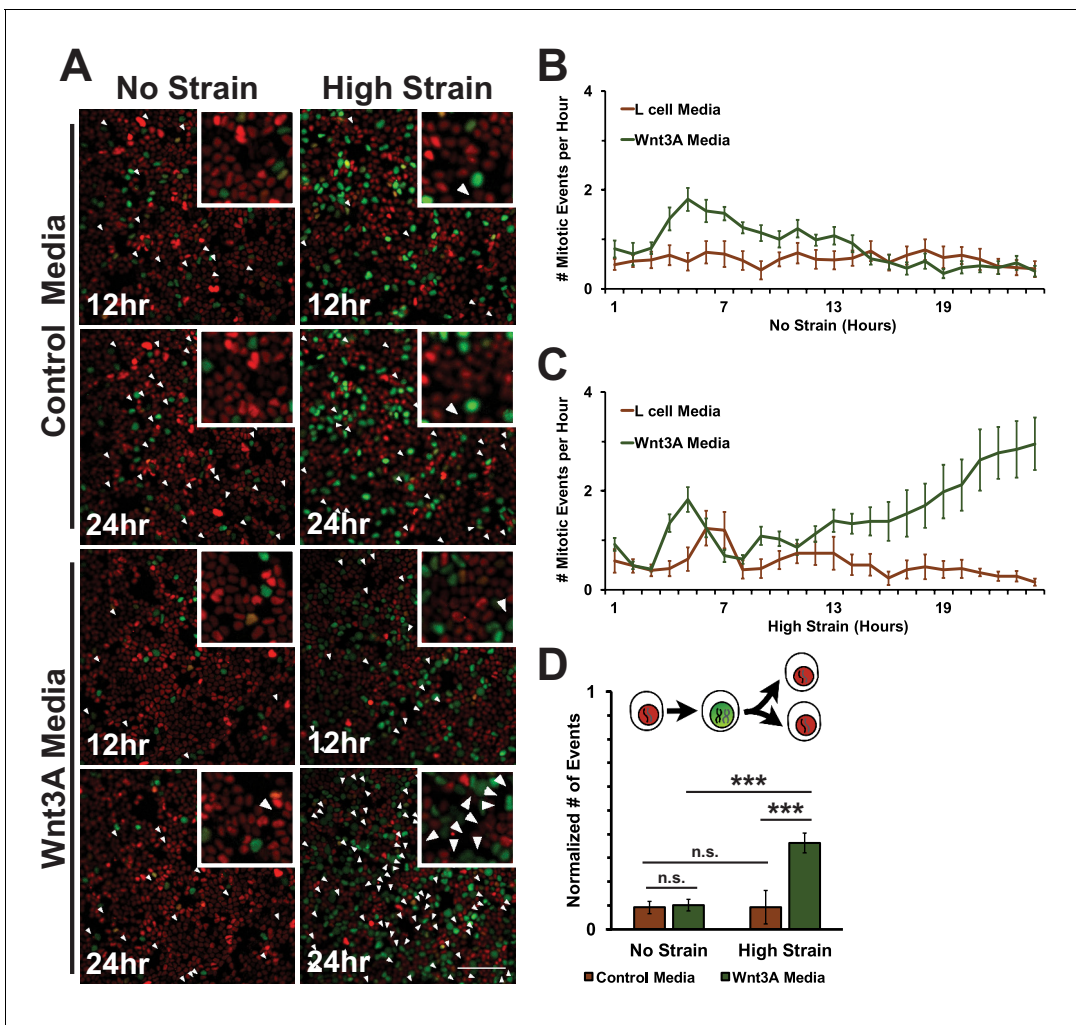 A
No Strain
High Strain
Control Media
12hr
12hr
24hr
24hr
Wnt3A Media
12hr
12hr
24hr
24hr
B
# Mitotic Events per Hour
4
2
0
L cell Media
Wnt3A Media
1
7
13
19
No Strain (Hours)
C
# Mitotic Events per Hour
4
2
0
L cell Media
Wnt3A Media
1
7
13
19
High Strain (Hours)
D
Normalized # of Events
1
0
***
***
n.s.
n.s.
No Strain
High Strain
Control Media
Wnt3A Media